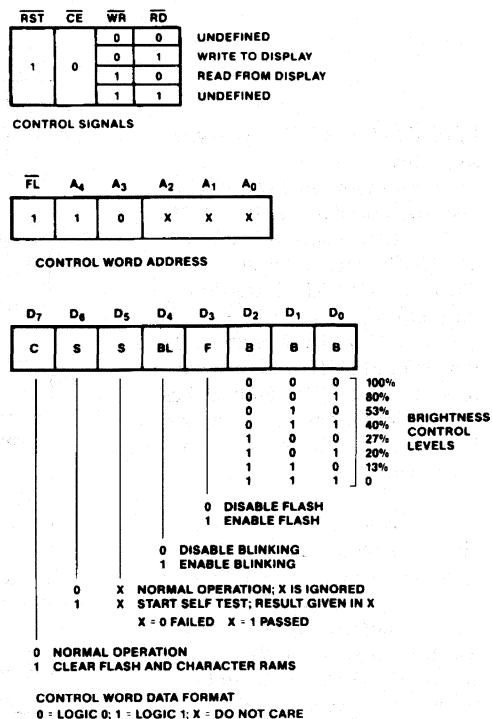 RST CE WR RD
0 0 UNDEFINED
0 1 WRITE TO DISPLAY
1 0 1 0 READ FROM DISPLAY
1 1 UNDEFINED
CONTROL SIGNALS
FL A4 A3 A2 A1 A0
1 1 0 X X X
CONTROL WORD ADDRESS
D7 D6 D5 D4 D3 D2 D1 D0
C S S BL F B B B
0 0 0 100%
0 0 1 80%
0 1 0 53%
0 1 1 40%
1 0 0 27%
1 0 1 20%
1 1 0 13%
1 1 1 0
BRIGHTNESS
CONTROL
LEVELS
0 DISABLE FLASH
1 ENABLE FLASH
0 DISABLE BLINKING
1 ENABLE BLINKING
0 X NORMAL OPERATION; X IS IGNORED
1 X START SELF TEST; RESULT GIVEN IN X
X = 0 FAILED X = 1 PASSED
0 NORMAL OPERATION
1 CLEAR FLASH AND CHARACTER RAMS
CONTROL WORD DATA FORMAT
0 = LOGIC 0; 1 = LOGIC 1; X = DO NOT CARE